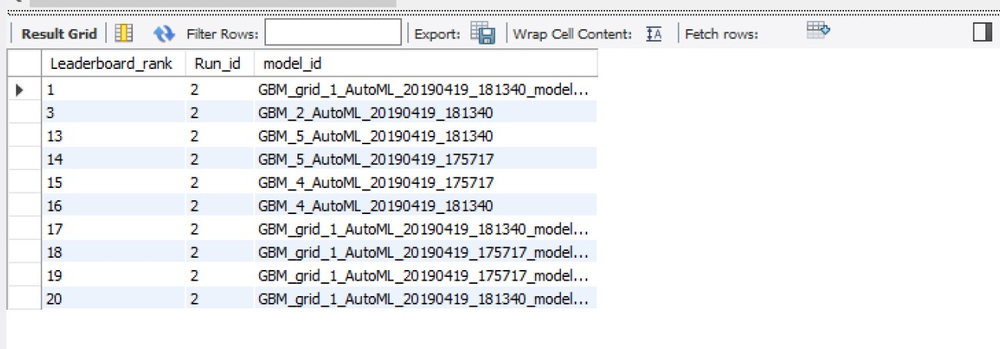 Result Grid Filter Rows: Export: Wrap Cell Content: IA Fetch rows:
Leaderboard_rank Run_id model_id
1 2 GBM_grid_1_AutoML_20190419_181340_model...
3 2 GBM_2_AutoML_20190419_181340
13 2 GBM_5_AutoML_20190419_181340
14 2 GBM_5_AutoML_20190419_175717
15 2 GBM_4_AutoML_20190419_175717
16 2 GBM_4_AutoML_20190419_181340
17 2 GBM_grid_1_AutoML_20190419_181340_model...
18 2 GBM_grid_1_AutoML_20190419_175717_model...
19 2 GBM_grid_1_AutoML_20190419_175717_model...
20 2 GBM_grid_1_AutoML_20190419_181340_model...